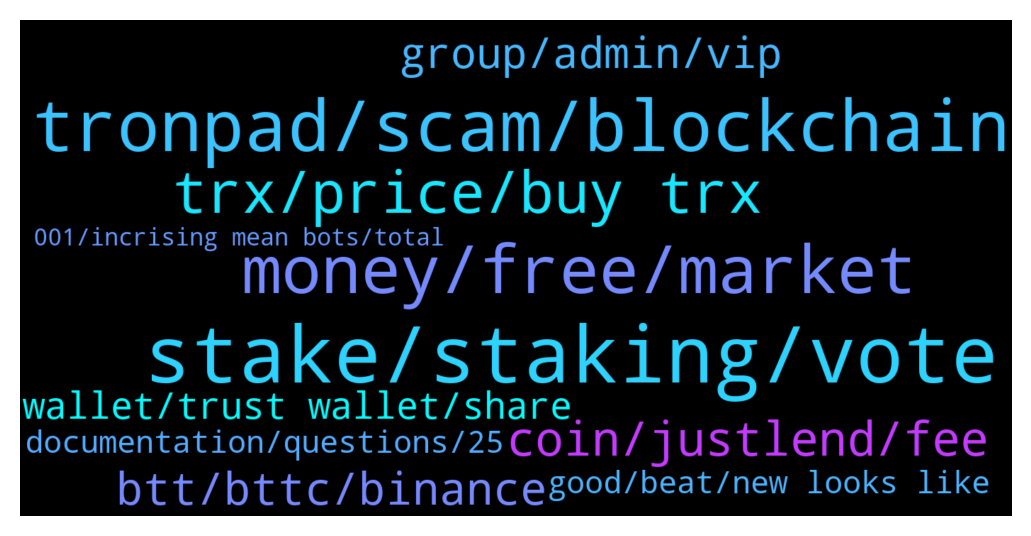 group/admin/vip
tronpad/scam/blockchain
trx/price/buy trx
001/incrising mean bots/total
money/free/market
stake/staking/vote
wallet/trust wallet/share
documentation/questions/25
coin/justlend/fee
btt/bttc/binance
good/beat/new looks like